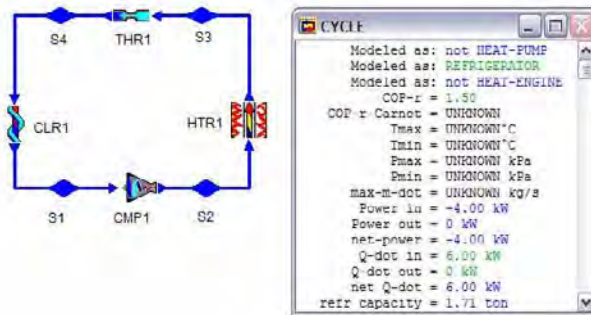 S4
THR1
S3
CLR1
HTR1
S1
CMP1
S2
CYCLE
Modeled as: not HEAT-PUMP
Modeled as: REFRIGERATOR
Modeled as: not HEAT-ENGINE
COP-r = 1.50
COP-r Carnot = UNKNOWN
Tmax = UNKNOWN°C
Tmin = UNKNOWN°C
Pmax = UNKNOWN kPa
Pmin = UNKNOWN kPa
max-m-dot = UNKNOWN kg/s
Power in = -4.00 kW
Power out = 0 kW
net-power = -4.00 kW
Q-dot in = 6.00 kW
Q-dot out = 0 kW
net Q-dot = 6.00 kW
refr capacity = 1.71 ton